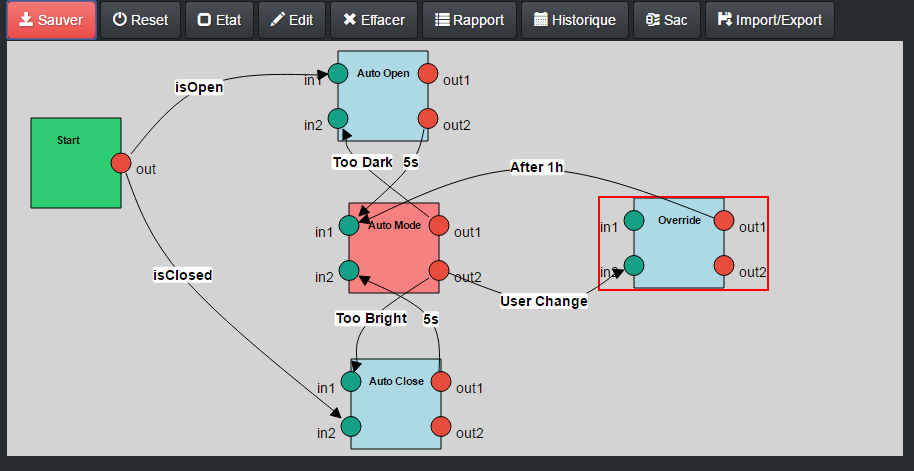 Sauver Reset Etat Edit Effacer Rapport Historique Sac Import/Export
in1 Auto Open out1
isOpen
in2 out2
Start
out
Too Dark 5s
After 1h
in1 Auto Mode out1
in1 Override out1
isClosed
in2 out2
in2 out2
User Change
Too Bright 5s
in1 Auto Close out1
in2 out2